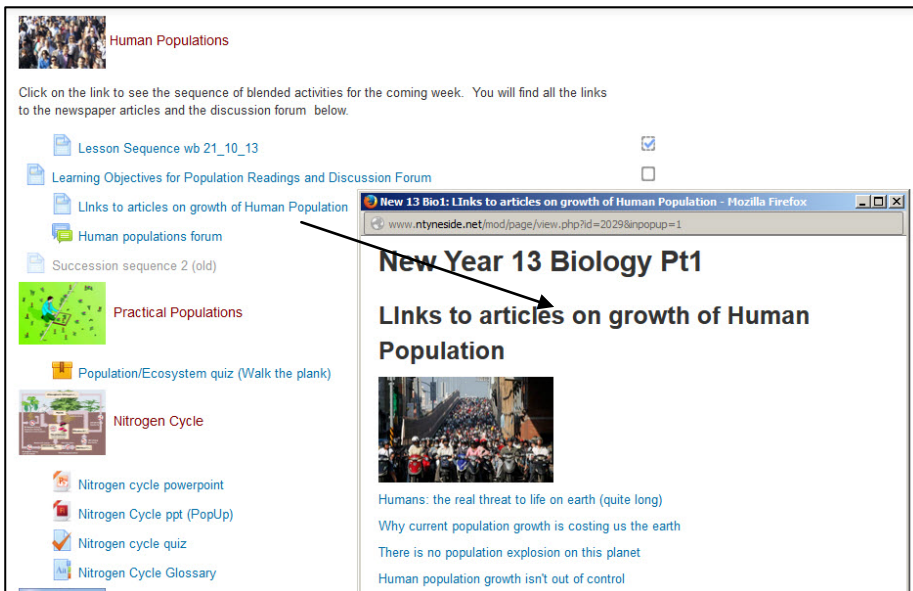 Human Populations
Click on the link to see the sequence of blended activities for the coming week. You will find all the links
to the newspaper articles and the discussion forum below.
Lesson Sequence wb 21_10_13
Learning Objectives for Population Readings and Discussion Forum
LInks to articles on growth of Human Population
Human populations forum
Succession sequence 2 (old)
Practical Populations
Population/Ecosystem quiz (Walk the plank)
Nitrogen Cycle
Nitrogen cycle powerpoint
Nitrogen Cycle ppt (PopUp)
Nitrogen cycle quiz
Nitrogen Cycle Glossary
New 13 Bio1: LInks to articles on growth of Human Population - Mozilla Firefox
www.ntyneside.net/mod/page/view.php?id=2029&inpopup=1
New Year 13 Biology Pt1
LInks to articles on growth of Human
Population
Humans: the real threat to life on earth (quite long)
Why current population growth is costing us the earth
There is no population explosion on this planet
Human population growth isn't out of control